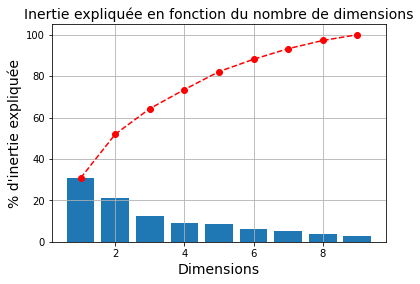 Inertie expliquée en fonction du nombre de dimensions
100
80
60
40
20
0
% d'inertie expliquée
2 4 6 8
Dimensions